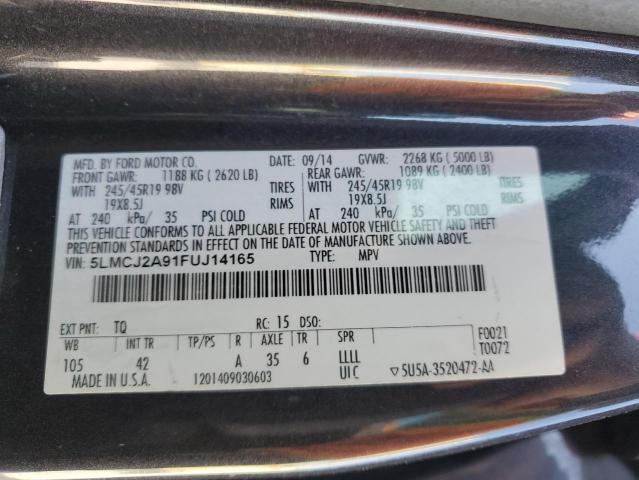 MFD. BY FORD MOTOR CO. DATE: 09/14 GVWR: 2268 KG ( 5000 LB)
FRONT GAWR: 1188 KG ( 2620 LB) REAR GAWR: 1089 KG ( 2400 LB)
WITH 245/45R19 98V TIRES WITH 245/45R19 98V TIRES
19X8.5J RIMS 19X8.5J RIMS
AT 240 kPa/ 35 PSI COLD AT 240 kPa/ 35 PSI COLD
THIS VEHICLE CONFORMS TO ALL APPLICABLE FEDERAL MOTOR VEHICLE SAFETY AND THEFT
PREVENTION STANDARDS IN EFFECT ON THE DATE OF MANUFACTURE SHOWN ABOVE.
VIN: 5LMCJ2A91FUJ14165 TYPE: MPV
EXT PNT: TQ RC: 15 DSO:
WB INT TR TP/PS R AXLE TR SPR F0021
105 42 A 35 6 LLLL T0072
MADE IN U.S.A. 1201409030603 UIC ▽5U5A-3520472-AA